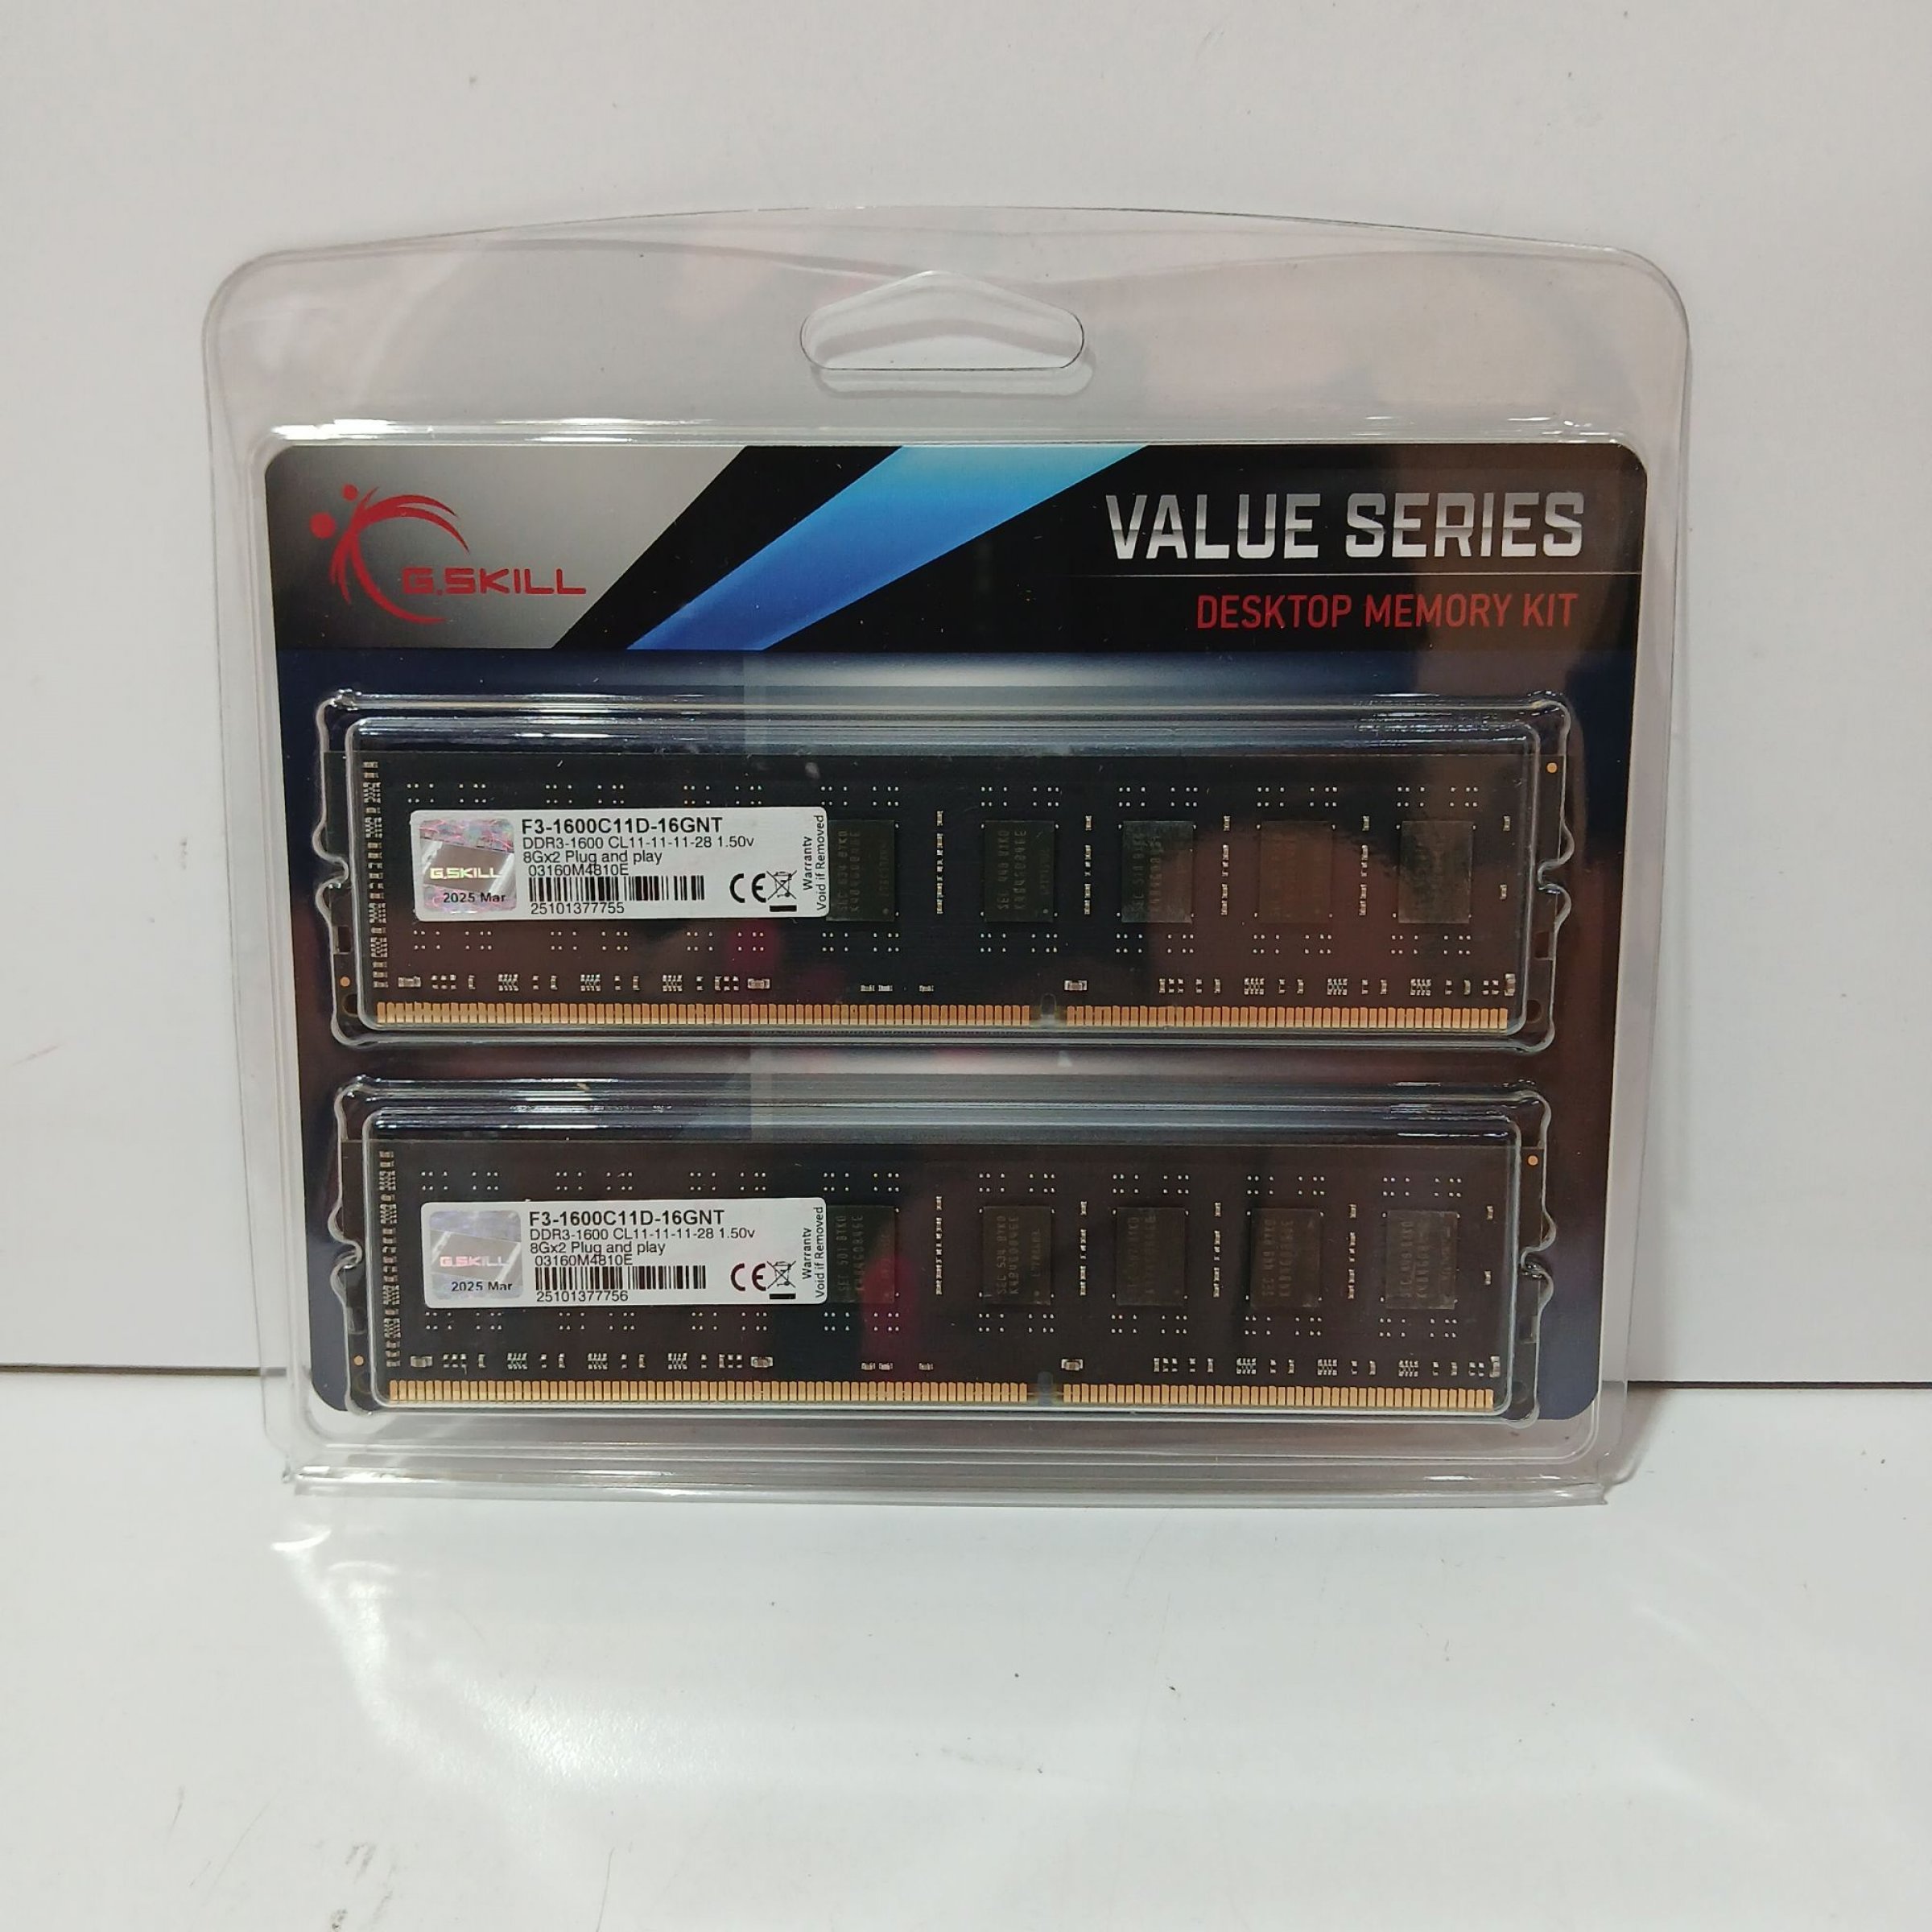 G.SKILL
VALUE SERIES
DESKTOP MEMORY KIT
F3-1600C11D-16GNT
DDR3-1600 CL11-11-11-28 1.50v
8Gx2 Plug and play
03160M4810E
25101377755
G.SKILL
2025 Mar
CE
Warranty
Void if Removed
F3-1600C11D-16GNT
DDR3-1600 CL11-11-11-28 1.50v
8Gx2 Plug and play
03160M4810E
25101377756
G.SKILL
2025 Mar
CE
Warranty
Void if Removed